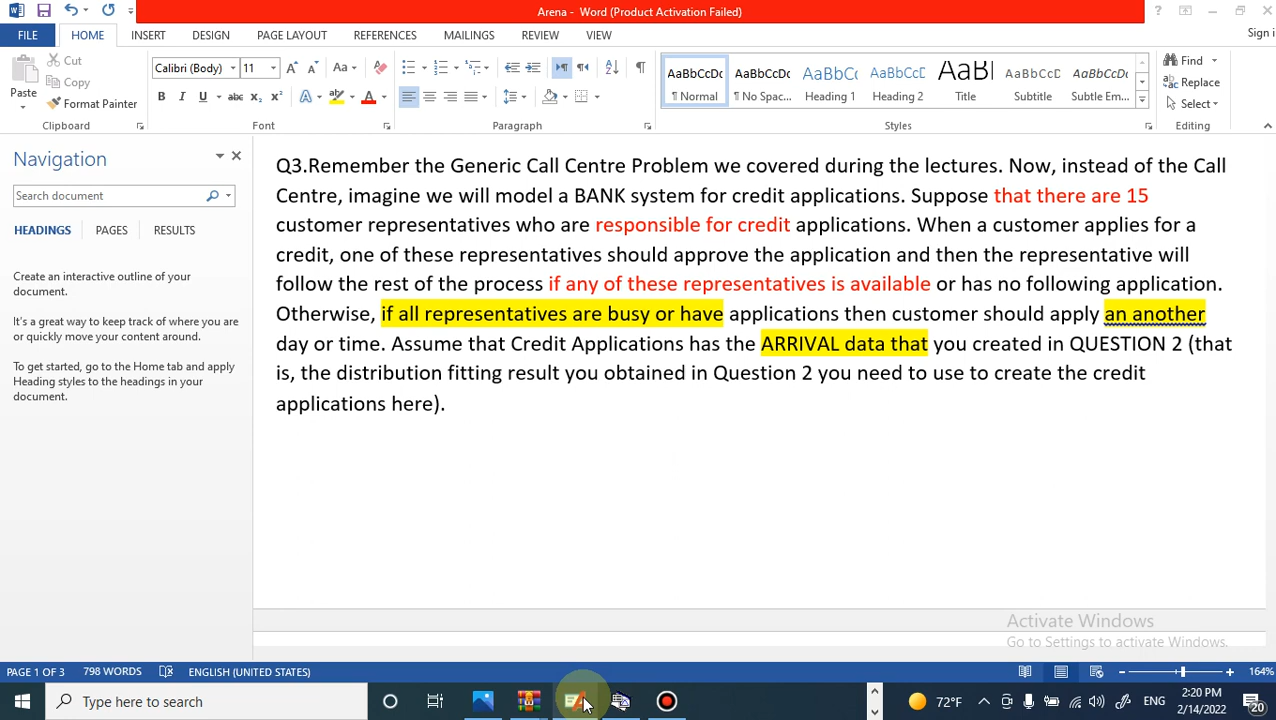 Arena - Word (Product Activation Failed)
FILE HOME INSERT DESIGN PAGE LAYOUT REFERENCES MAILINGS REVIEW VIEW Sign i
Cut
Copy
Format Painter
Paste
Clipboard
Calibri (Body) 11
Font
Paragraph
AaBbCcDc AaBbCcDc AaBbCc AaBbCcC AaBl AaBbCcC AaBbCcDc
¶ Normal ¶ No Spac... Heading 1 Heading 2 Title Subtitle Subtle Em...
Styles
Find
Replace
Select
Editing
Navigation
Search document
HEADINGS PAGES RESULTS
Create an interactive outline of your
document.
It's a great way to keep track of where you are
or quickly move your content around.
To get started, go to the Home tab and apply
Heading styles to the headings in your
document.
Q3.Remember the Generic Call Centre Problem we covered during the lectures. Now, instead of the Call
Centre, imagine we will model a BANK system for credit applications. Suppose that there are 15
customer representatives who are responsible for credit applications. When a customer applies for a
credit, one of these representatives should approve the application and then the representative will
follow the rest of the process if any of these representatives is available or has no following application.
Otherwise, if all representatives are busy or have applications then customer should apply an another
day or time. Assume that Credit Applications has the ARRIVAL data that you created in QUESTION 2 (that
is, the distribution fitting result you obtained in Question 2 you need to use to create the credit
applications here).
Activate Windows
Go to Settings to activate Windows.
PAGE 1 OF 3 798 WORDS ENGLISH (UNITED STATES) 164%
Type here to search
72°F
ENG
2:20 PM
2/14/2022
20